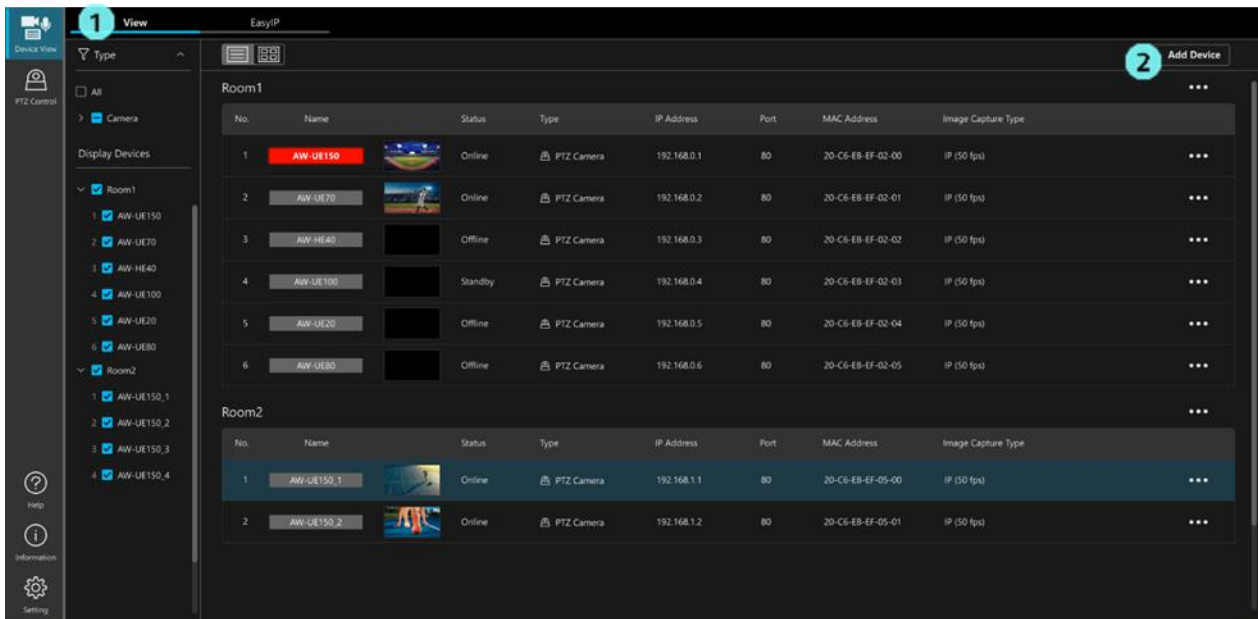 1 View EasyIP
Device View
Type
2 Add Device
PTZ Control
All
Camera
Display Devices
Room1
1 AW-UE150
2 AW-UE70
3 AW-HE40
4 AW-UE100
5 AW-UE20
6 AW-UE80
Room2
1 AW-UE150_1
2 AW-UE150_2
3 AW-UE150_3
4 AW-UE150_4
Help
Information
Setting
Room1
No. Name Status Type IP Address Port MAC Address Image Capture Type
1 AW-UE150 Online PTZ Camera 192.168.0.1 80 20-C6-EB-EF-02-00 IP (50 fps)
2 AW-UE70 Online PTZ Camera 192.168.0.2 80 20-C6-EB-EF-02-01 IP (50 fps)
3 AW-HE40 Offline PTZ Camera 192.168.0.3 80 20-C6-EB-EF-02-02 IP (50 fps)
4 AW-UE100 Standby PTZ Camera 192.168.0.4 80 20-C6-EB-EF-02-03 IP (50 fps)
5 AW-UE20 Offline PTZ Camera 192.168.0.5 80 20-C6-EB-EF-02-04 IP (50 fps)
6 AW-UE80 Offline PTZ Camera 192.168.0.6 80 20-C6-EB-EF-02-05 IP (50 fps)
Room2
No. Name Status Type IP Address Port MAC Address Image Capture Type
1 AW-UE150_1 Online PTZ Camera 192.168.1.1 80 20-C6-EB-EF-05-00 IP (50 fps)
2 AW-UE150_2 Online PTZ Camera 192.168.1.2 80 20-C6-EB-EF-05-01 IP (50 fps)